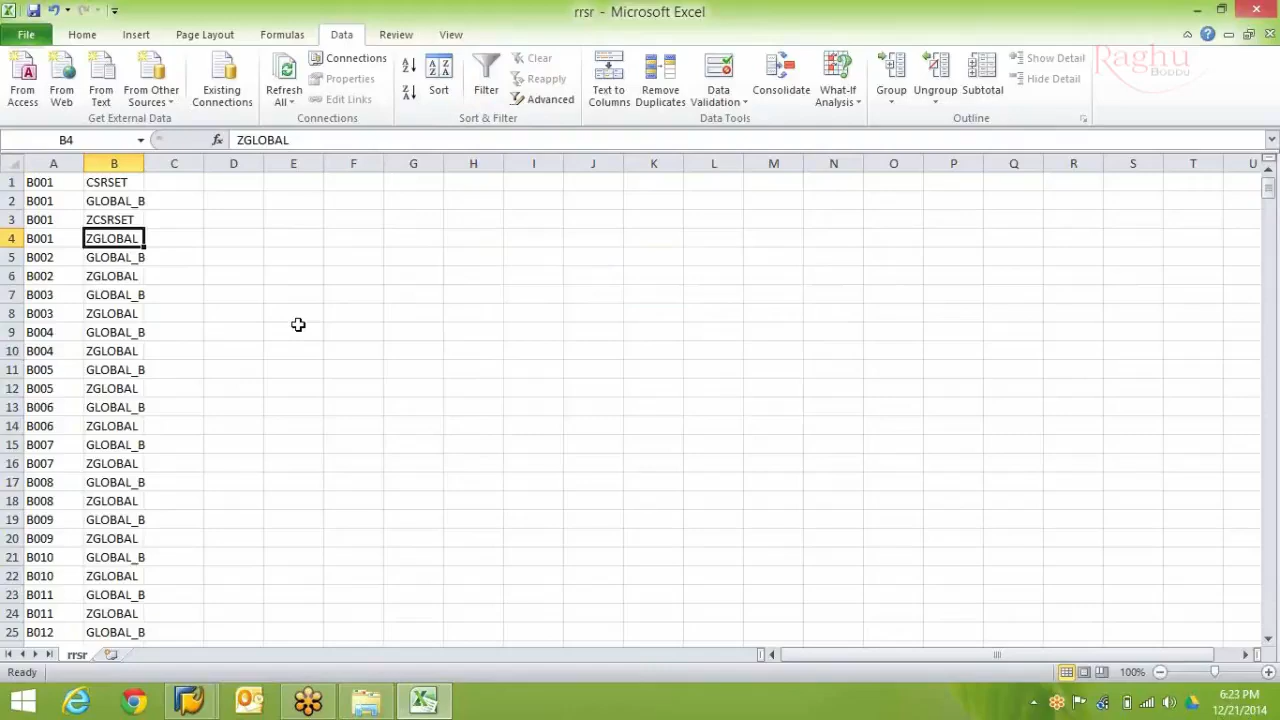 rrsr - Microsoft Excel
File Home Insert Page Layout Formulas Data Review View
Raghu
Boddu
From Access
From Web
From Text
From Other Sources
Existing Connections
Get External Data
Refresh All
Connections
Properties
Edit Links
Connections
Sort
Filter
Clear
Reapply
Advanced
Sort & Filter
Text to Columns
Remove Duplicates
Data Validation
Consolidate
What-If Analysis
Data Tools
Group
Ungroup
Subtotal
Show Detail
Hide Detail
Outline
B4 fx ZGLOBAL
A B C D E F G H I J K L M N O P Q R S T U
1 B001 CSRSET
2 B001 GLOBAL_B
3 B001 ZCSRSET
4 B001 ZGLOBAL
5 B002 GLOBAL_B
6 B002 ZGLOBAL
7 B003 GLOBAL_B
8 B003 ZGLOBAL
9 B004 GLOBAL_B
10 B004 ZGLOBAL
11 B005 GLOBAL_B
12 B005 ZGLOBAL
13 B006 GLOBAL_B
14 B006 ZGLOBAL
15 B007 GLOBAL_B
16 B007 ZGLOBAL
17 B008 GLOBAL_B
18 B008 ZGLOBAL
19 B009 GLOBAL_B
20 B009 ZGLOBAL
21 B010 GLOBAL_B
22 B010 ZGLOBAL
23 B011 GLOBAL_B
24 B011 ZGLOBAL
25 B012 GLOBAL_B
rrsr
Ready 100%
6:23 PM
12/21/2014